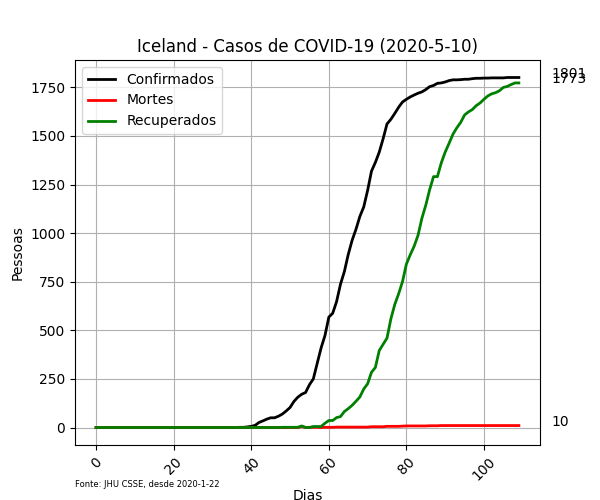 Iceland - Casos de COVID-19 (2020-5-10)
Confirmados
Mortes
Recuperados
1801
1773
10
1750
1500
1250
1000
750
500
250
0
Pessoas
0
20
40
60
80
100
Fonte: JHU CSSE, desde 2020-1-22
Dias